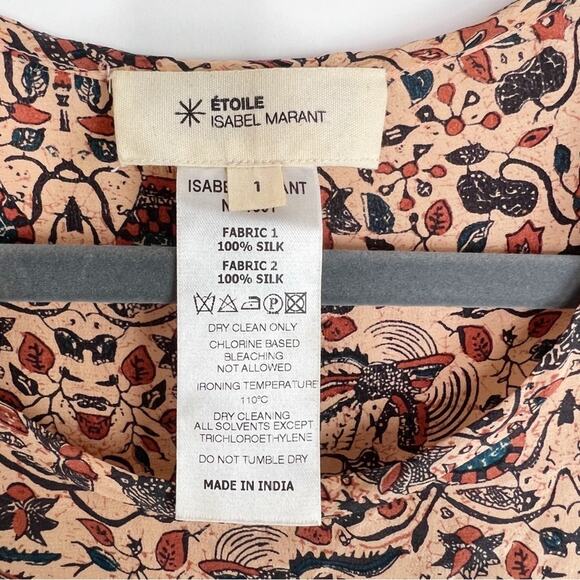 ÉTOILE
ISABEL MARANT
1
FABRIC 1
100% SILK
FABRIC 2
100% SILK
DRY CLEAN ONLY
CHLORINE BASED
BLEACHING
NOT ALLOWED
IRONING TEMPERATURE
110°C
DRY CLEANING
ALL SOLVENTS EXCEPT
TRICHLOROETHYLENE
DO NOT TUMBLE DRY
MADE IN INDIA